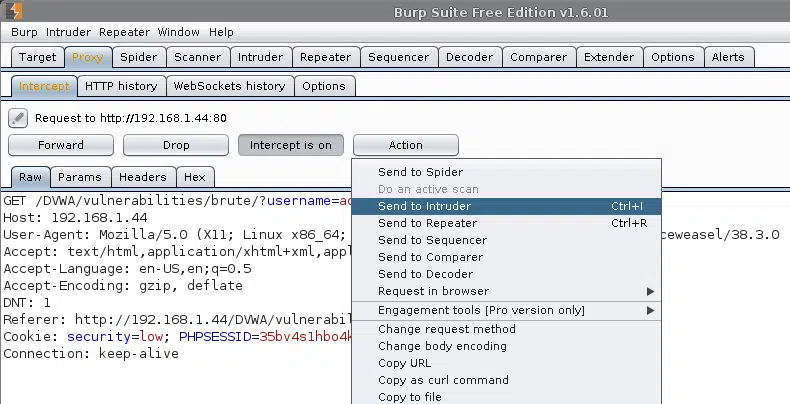 Burp Suite Free Edition v1.6.01
Burp Intruder Repeater Window Help
Target Proxy Spider Scanner Intruder Repeater Sequencer Decoder Comparer Extender Options Alerts
Intercept HTTP history WebSockets history Options
Request to http://192.168.1.44:80
Forward Drop Intercept is on Action
Raw Params Headers Hex
GET /DVWA/vulnerabilities/brute/?username=
Host: 192.168.1.44
User-Agent: Mozilla/5.0 (X11; Linux x86_64; ceweasel/38.3.0
Accept: text/html,application/xhtml+xml,appl
Accept-Language: en-US,en;q=0.5
Accept-Encoding: gzip, deflate
DNT: 1
Referer: http://192.168.1.44/DVWA/vulnerabil
Cookie: security=low; PHPSESSID=35bv4s1hbo4
Connection: keep-alive
Send to Spider
Do an active scan
Send to Intruder Ctrl+I
Send to Repeater Ctrl+R
Send to Sequencer
Send to Comparer
Send to Decoder
Request in browser
Engagement tools [Pro version only]
Change request method
Change body encoding
Copy URL
Copy as curl command
Copy to file